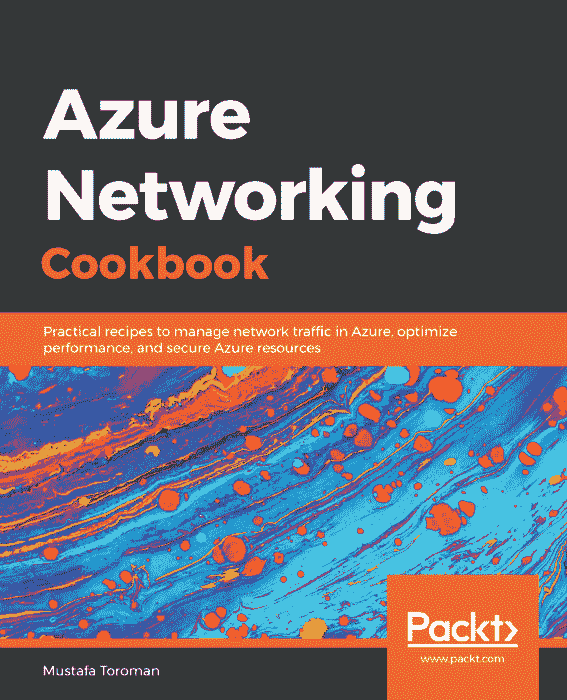 Azure
Networking
Cookbook
Practical recipes to manage network traffic in Azure, optimize
performance, and secure Azure resources
Packt>
www.packt.com
Mustafa Toroman